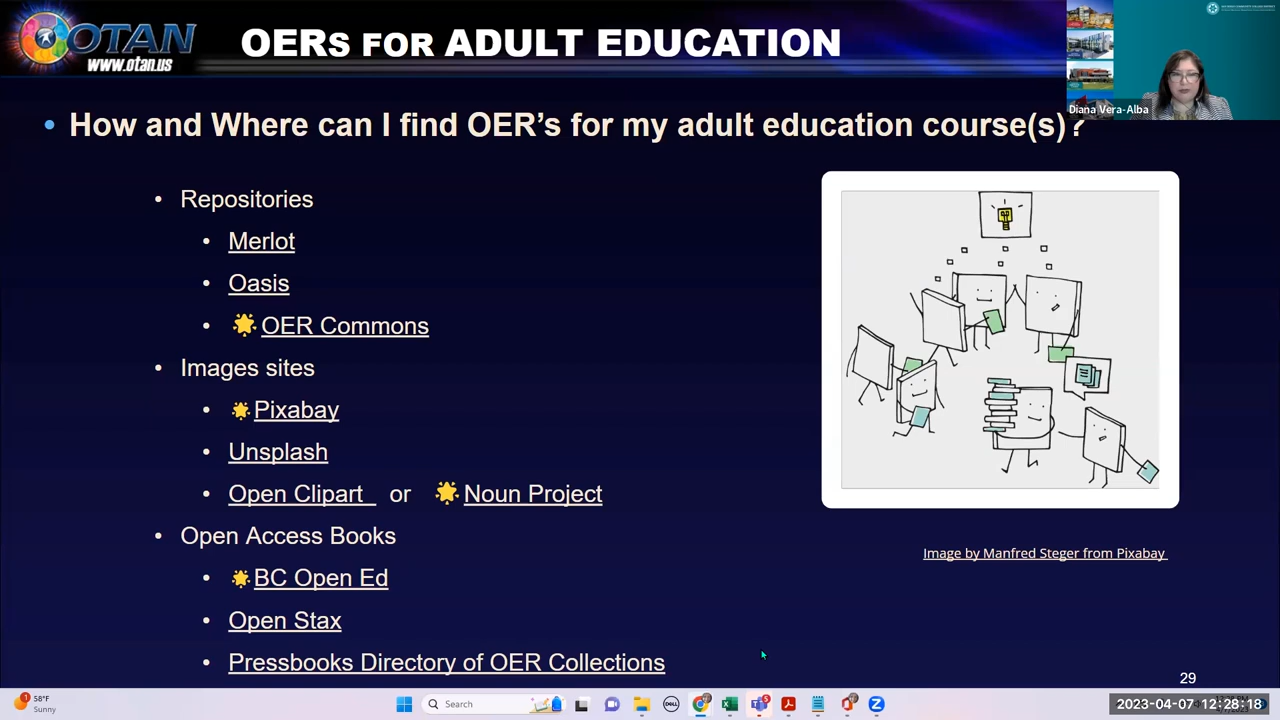 OTAN
www.otan.us
OERS FOR ADULT EDUCATION
Diana Vera-Alba
• How and Where can I find OER's for my adult education course(s)?
• Repositories
• Merlot
• Oasis
• 🌟 OER Commons
• Images sites
• 🌟 Pixabay
• Unsplash
• Open Clipart or 🌟 Noun Project
• Open Access Books
• 🌟 BC Open Ed
• Open Stax
• Pressbooks Directory of OER Collections
Image by Manfred Steger from Pixabay
29
1
58°F
Sunny
Search
DELL
5
2023-04-07 12:28:18